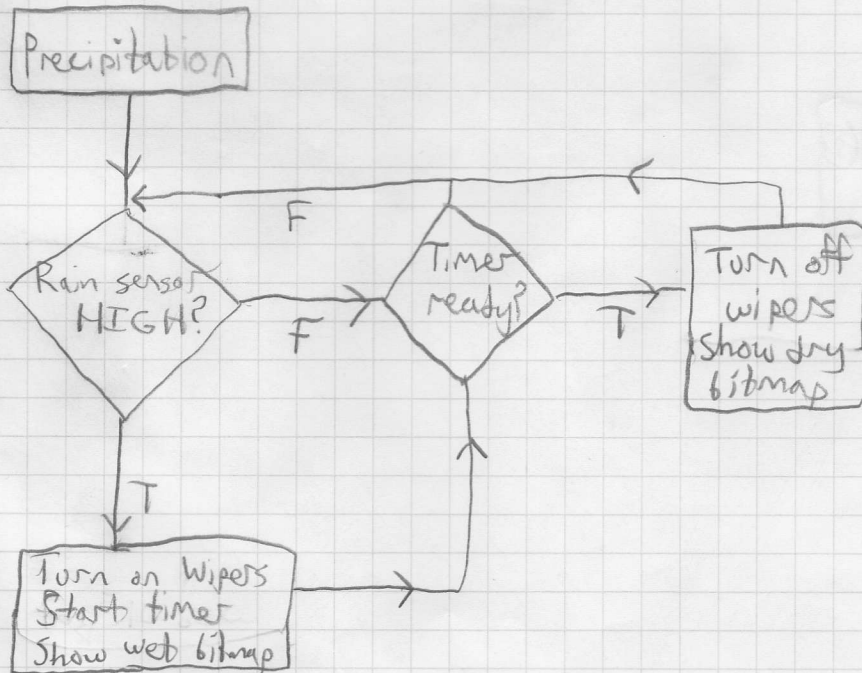 Precipitation
F
Rain sensor
HIGH?
F
Timer
ready?
T
Turn off
wipers
Show dry
bitmap
T
Turn on Wipers
Start timer
Show wet bitmap